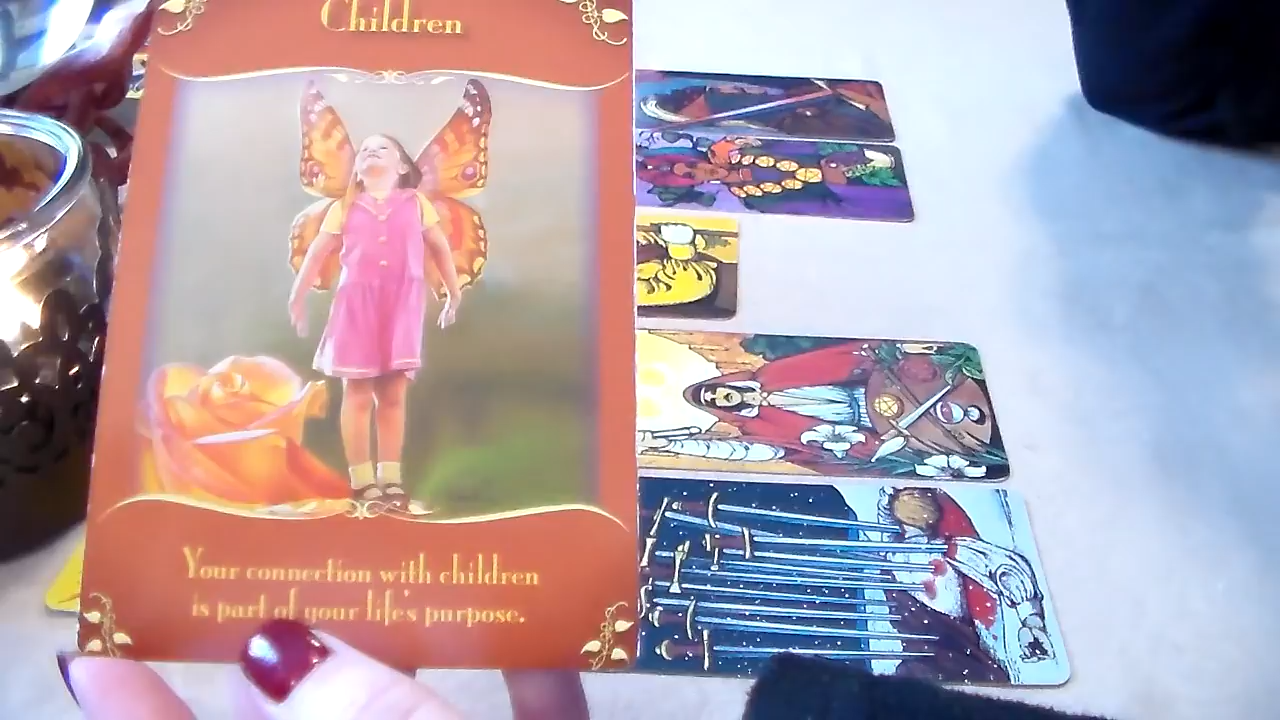 Children
Your connection with children
is part of your life's purpose.